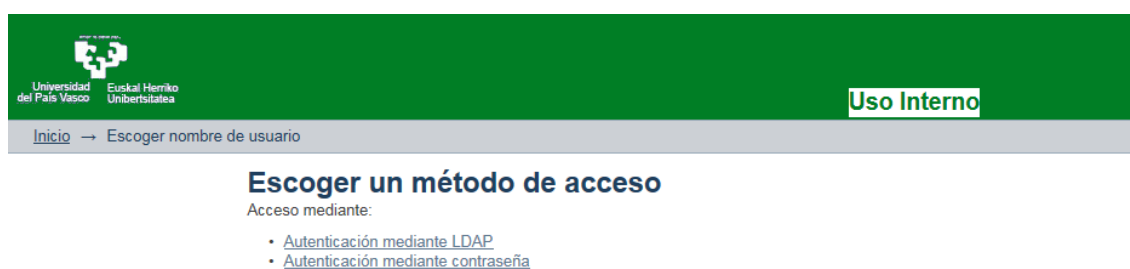 Universidad
del País Vasco
Euskal Herriko
Unibertsitatea
Uso Interno
Inicio → Escoger nombre de usuario
Escoger un método de acceso
Acceso mediante:
• Autenticación mediante LDAP
• Autenticación mediante contraseña